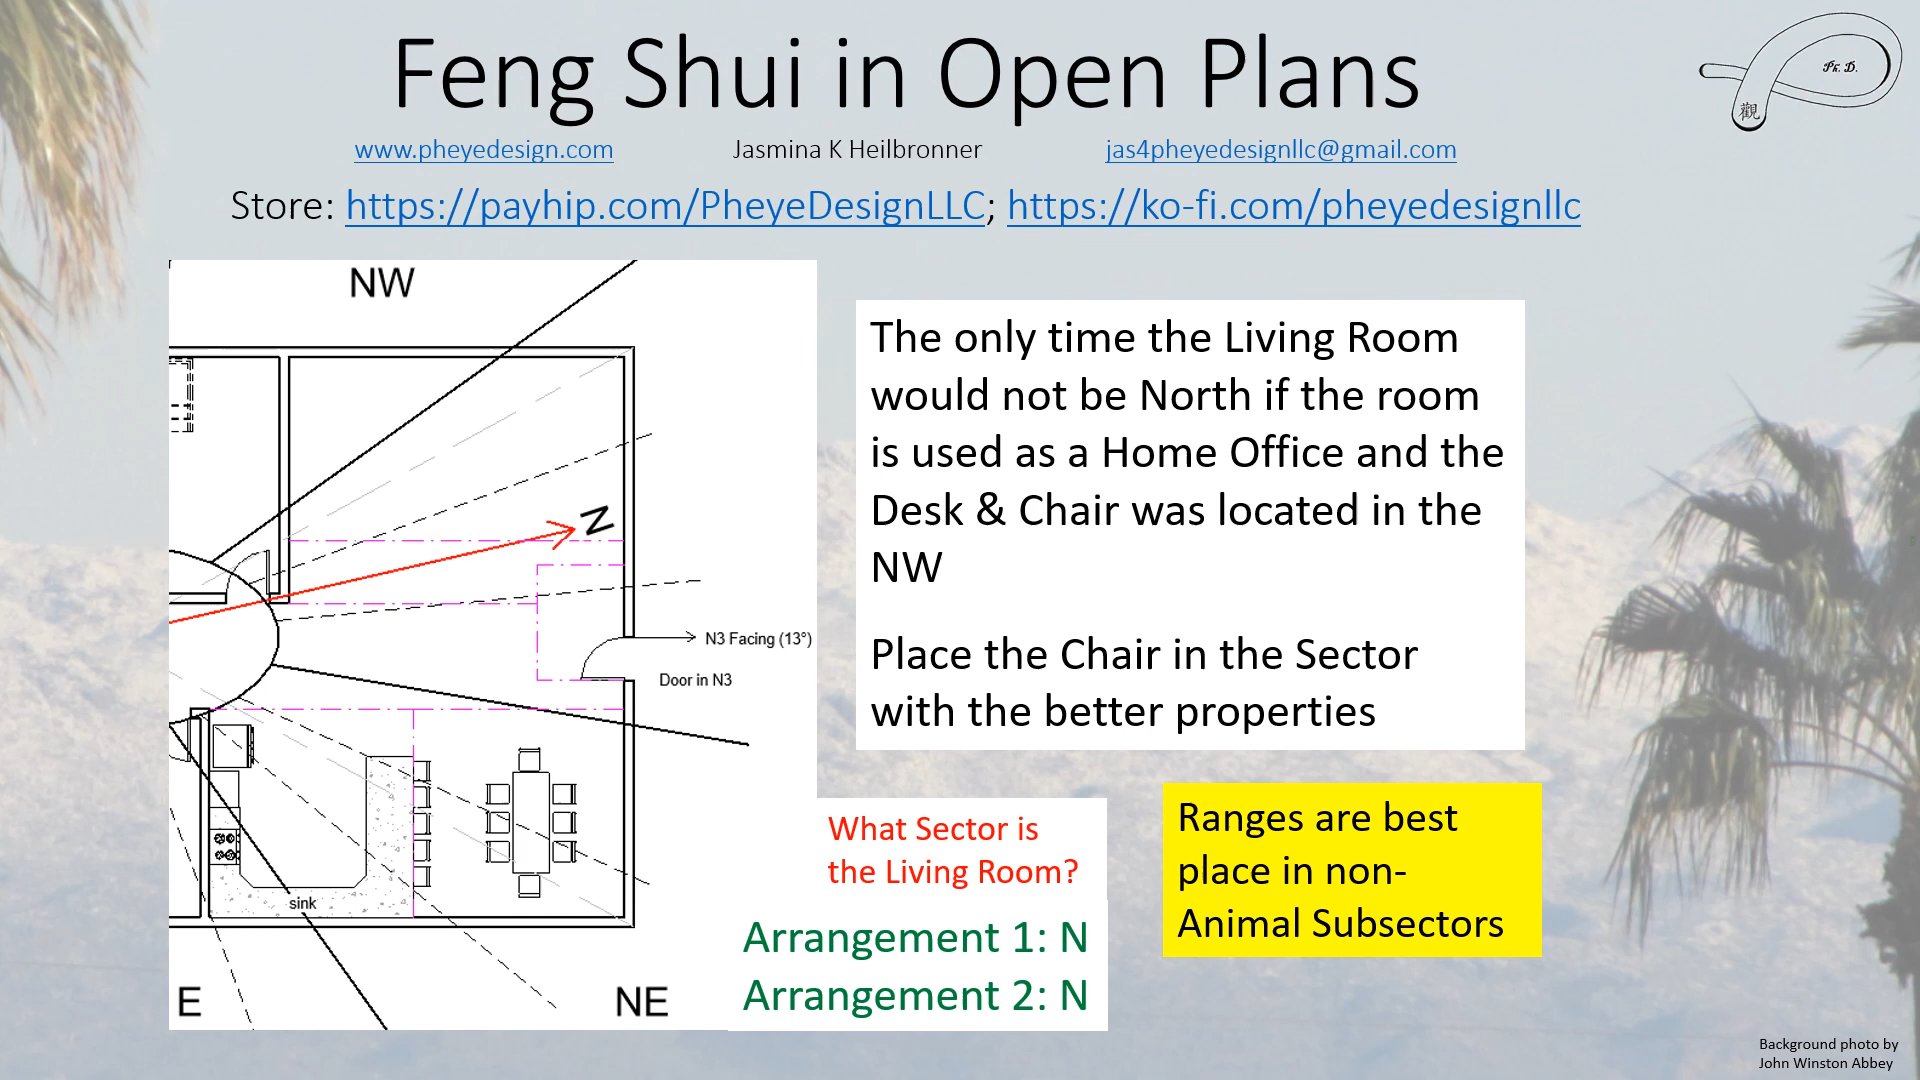 Feng Shui in Open Plans
Ph. D.
觀
www.pheyedesign.com Jasmina K Heilbronner jas4pheyedesignllc@gmail.com
Store: https://payhip.com/PheyeDesignLLC; https://ko-fi.com/pheyedesignllc
NW
N
N3 Facing (13°)
Door in N3
sink
E
NE
The only time the Living Room
would not be North if the room
is used as a Home Office and the
Desk & Chair was located in the
NW
Place the Chair in the Sector
with the better properties
What Sector is
the Living Room?
Arrangement 1: N
Arrangement 2: N
Ranges are best
place in non-
Animal Subsectors
Background photo by
John Winston Abbey